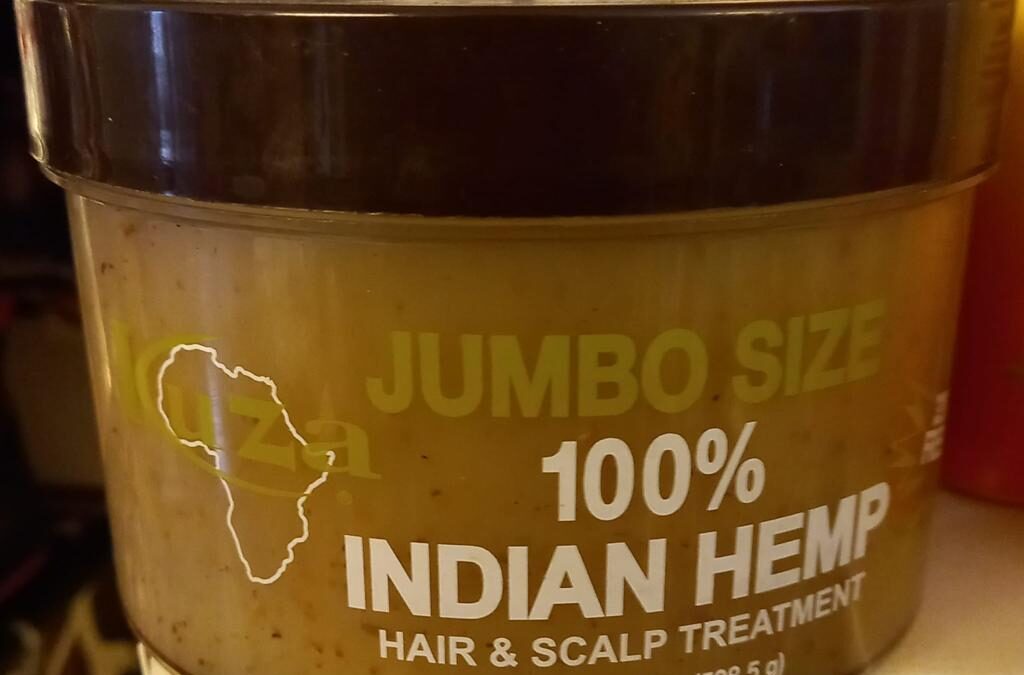 Kuza
JUMBO SIZE
100%
INDIAN HEMP
HAIR & SCALP TREATMENT